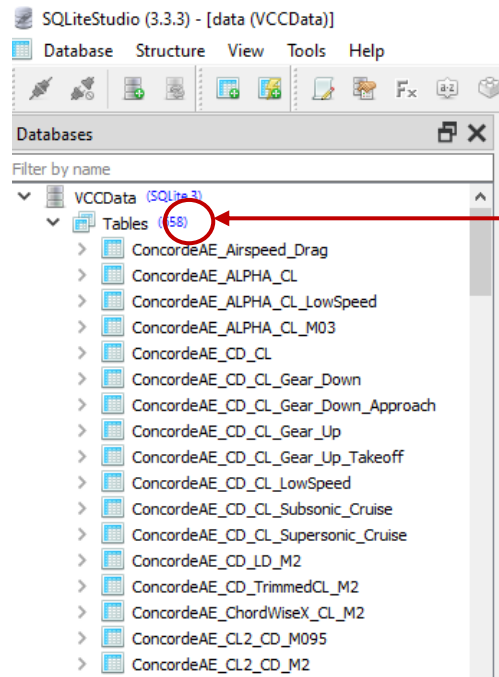 SQLiteStudio (3.3.3) - [data (VCCData)]
Database Structure View Tools Help
Fx a·z
Databases
Filter by name
VCCData (SQLite 3)
Tables
ConcordeAE_Airspeed_Drag
ConcordeAE_ALPHA_CL
ConcordeAE_ALPHA_CL_LowSpeed
ConcordeAE_ALPHA_CL_M03
ConcordeAE_CD_CL
ConcordeAE_CD_CL_Gear_Down
ConcordeAE_CD_CL_Gear_Down_Approach
ConcordeAE_CD_CL_Gear_Up
ConcordeAE_CD_CL_Gear_Up_Takeoff
ConcordeAE_CD_CL_LowSpeed
ConcordeAE_CD_CL_Subsonic_Cruise
ConcordeAE_CD_CL_Supersonic_Cruise
ConcordeAE_CD_LD_M2
ConcordeAE_CD_TrimmedCL_M2
ConcordeAE_ChordWiseX_CL_M2
ConcordeAE_CL2_CD_M095
ConcordeAE_CL2_CD_M2